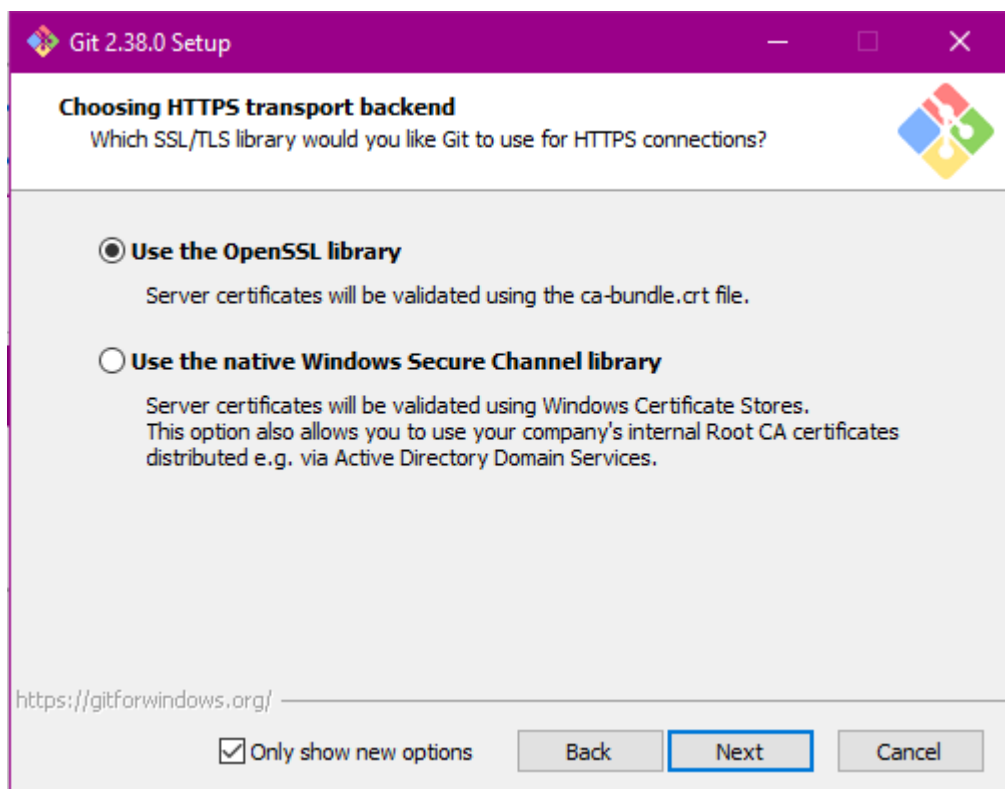 Git 2.38.0 Setup
Choosing HTTPS transport backend
Which SSL/TLS library would you like Git to use for HTTPS connections?
Use the OpenSSL library
Server certificates will be validated using the ca-bundle.crt file.
Use the native Windows Secure Channel library
Server certificates will be validated using Windows Certificate Stores.
This option also allows you to use your company's internal Root CA certificates
distributed e.g. via Active Directory Domain Services.
https://gitforwindows.org/
Only show new options Back Next Cancel